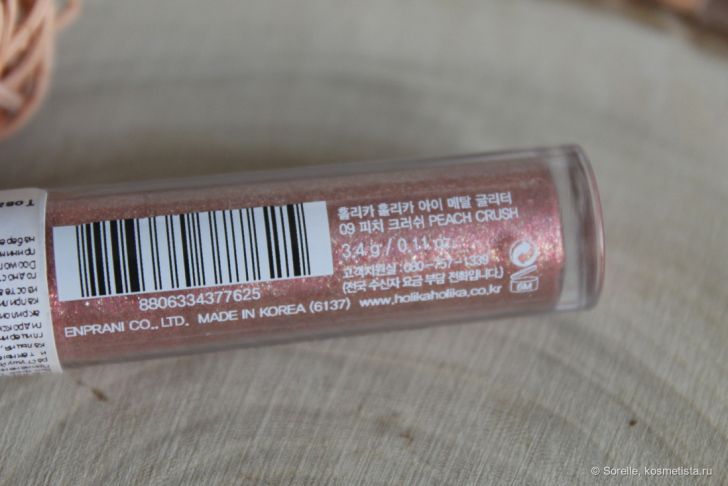 홀리카 홀리카 아이 메탈 글리터
09 피치 크러쉬 PEACH CRUSH
3.4 g / 0.11 oz.
고객지원실 : 080-757-1339
(전국 수신자 요금 부담 전화입니다.)
www.holikaholika.co.kr
6M
8806334377625
ENPRANI CO., LTD. MADE IN KOREA (6137)
© Sorelle, kosmetista.ru